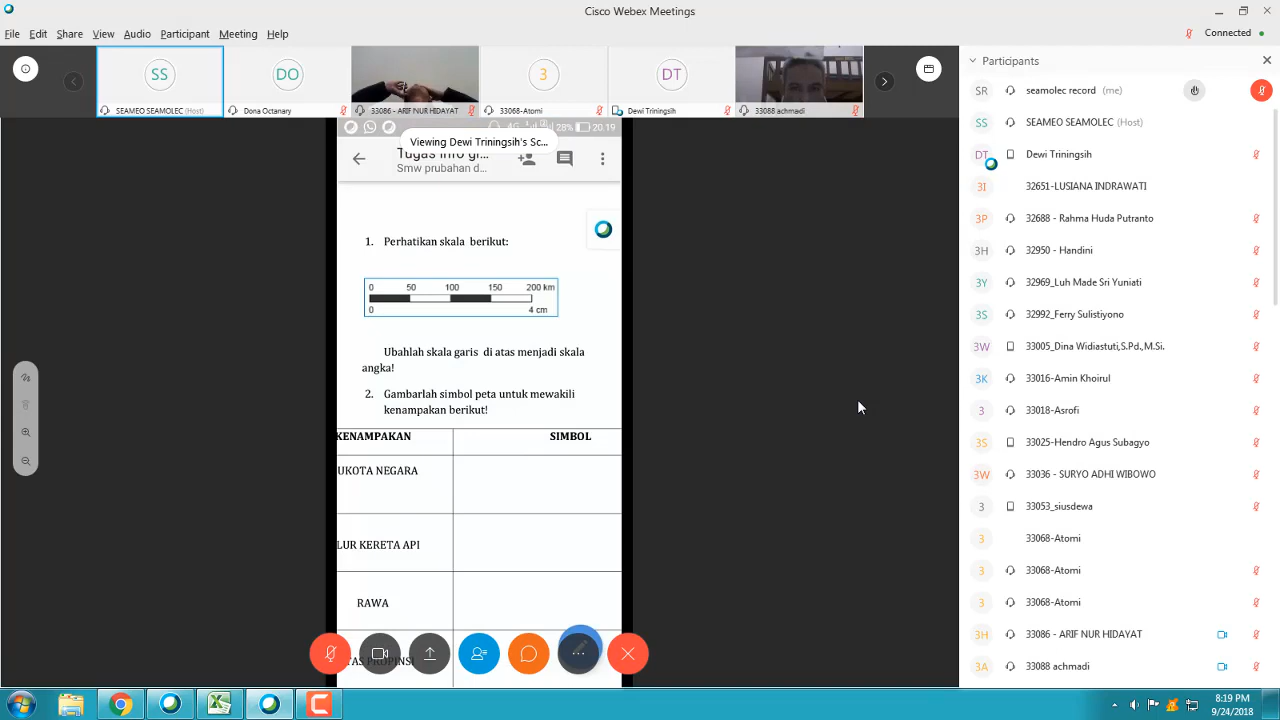 Cisco Webex Meetings
File Edit Share View Audio Participant Meeting Help
Connected
SS
DO
3
DT
SEAMEO SEAMOLEC (Host)
Dona Octanary
33086 - ARIF NUR HIDAYAT
33068-Atomi
Dewi Triningsih
33088 achmadi
28% 20.19
Viewing Dewi Triningsih's Sc...
Tugas info gr...
Smw prubahan d...
1. Perhatikan skala berikut:
0 50 100 150 200 km
0 4 cm
Ubahlah skala garis di atas menjadi skala
angka!
2. Gambarlah simbol peta untuk mewakili
kenampakan berikut!
KENAMPAKAN SIMBOL
UKOTA NEGARA
LUR KERETA API
RAWA
TAS PROPINSI
Participants
SR seamolec record (me)
SS SEAMEO SEAMOLEC (Host)
DT Dewi Triningsih
3I 32651-LUSIANA INDRAWATI
3P 32688 - Rahma Huda Putranto
3H 32950 - Handini
3Y 32969_Luh Made Sri Yuniati
3S 32992_Ferry Sulistiyono
3W 33005_Dina Widiastuti,S.Pd.,M.Si.
3K 33016-Amin Khoirul
3 33018-Asrofi
3S 33025-Hendro Agus Subagyo
3W 33036 - SURYO ADHI WIBOWO
3 33053_siusdewa
3 33068-Atomi
3 33068-Atomi
3 33068-Atomi
3H 33086 - ARIF NUR HIDAYAT
3A 33088 achmadi
8:19 PM
9/24/2018